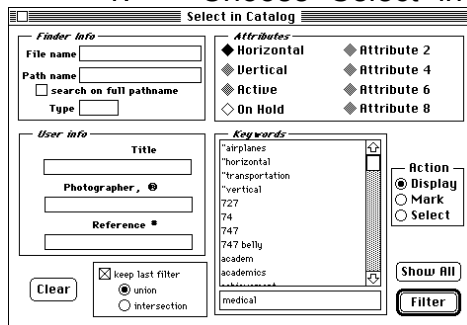 Select in Catalog
Finder Info
File name
Path name
search on full pathname
Type
Attributes
Horizontal
Attribute 2
Vertical
Attribute 4
Active
Attribute 6
On Hold
Attribute 8
User info
Title
Photographer, ®
Reference #
Keywords
"airplanes
"horizontal
"transportation
"vertical
727
74
747
747 belly
academ
academics
medical
Action
Display
Mark
Select
Clear
keep last filter
union
intersection
Show All
Filter